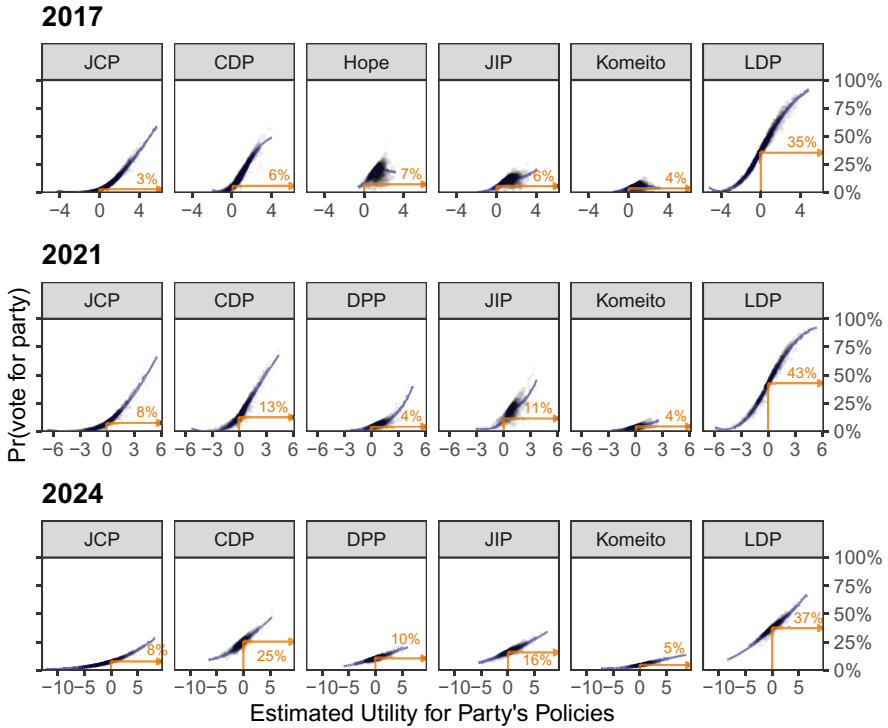 2017
JCP CDP Hope JIP Komeito LDP
100%
75%
50%
25%
0%
3% 6% 7% 6% 4% 35%
−4 0 4 −4 0 4 −4 0 4 −4 0 4 −4 0 4 −4 0 4
2021
JCP CDP DPP JIP Komeito LDP
100%
75%
50%
25%
0%
8% 13% 4% 11% 4% 43%
−6 −3 0 3 6 −6 −3 0 3 6 −6 −3 0 3 6 −6 −3 0 3 6 −6 −3 0 3 6 −6 −3 0 3 6
2024
JCP CDP DPP JIP Komeito LDP
100%
75%
50%
25%
0%
8% 25% 10% 16% 5% 37%
−10 −5 0 5 −10 −5 0 5 −10 −5 0 5 −10 −5 0 5 −10 −5 0 5 −10 −5 0 5
Pr(vote for party)
Estimated Utility for Party's Policies